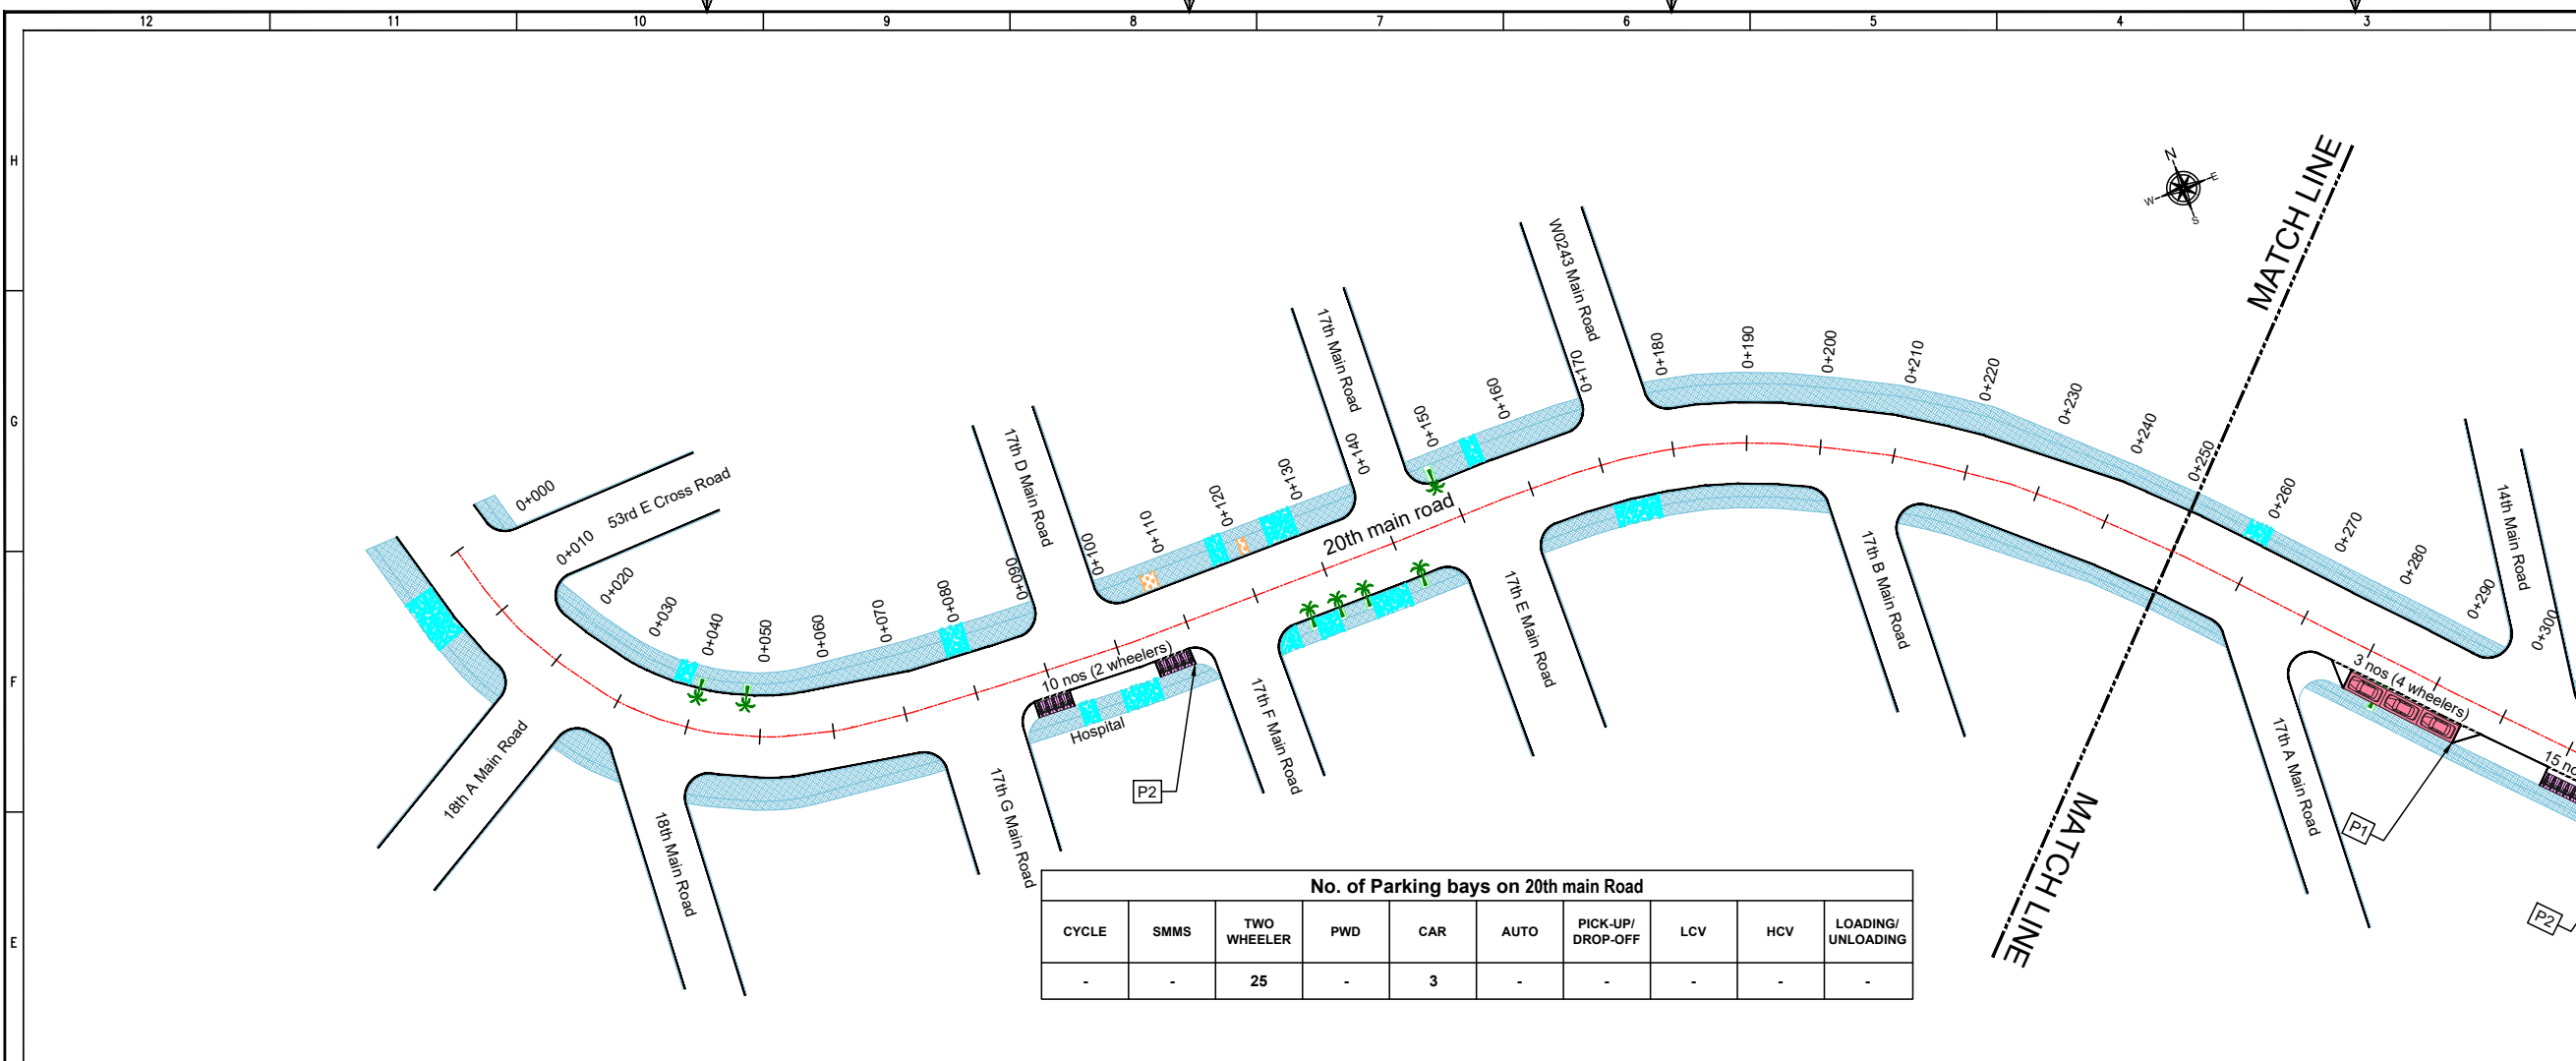 12
11
10
9
8
7
6
5
4
3
H
G
F
E
N
E
W
S
MATCH LINE
MATCH LINE
W0243 Main Road
17th Main Road
17th D Main Road
53rd E Cross Road
14th Main Road
20th main road
0+000
0+010
0+020
0+030
0+040
0+050
0+060
0+070
0+080
0+090
0+100
0+110
0+120
0+130
0+140
0+150
0+160
0+170
0+180
0+190
0+200
0+210
0+220
0+230
0+240
0+250
0+260
0+270
0+280
0+290
0+300
10 nos (2 wheelers)
Hospital
P2
3 nos (4 wheelers)
15 no
P1
P2
18th A Main Road
18th Main Road
17th G Main Road
17th F Main Road
17th E Main Road
17th B Main Road
17th A Main Road
No. of Parking bays on 20th main Road
CYCLE
SMMS
TWO
WHEELER
PWD
CAR
AUTO
PICK-UP/
DROP-OFF
LCV
HCV
LOADING/
UNLOADING
-
-
25
-
3
-
-
-
-
-